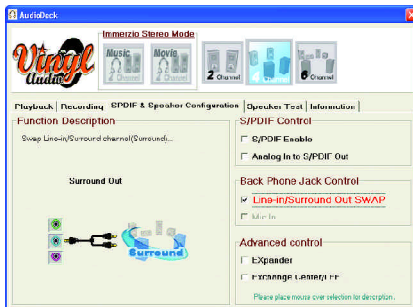 AudioDeck
Immerzio Stereo Mode
Vinyl Audio
Music
Movie
2 Channel
4 Channel
6 Channel
Playback
Recording
SPDIF & Speaker Configuration
Speaker Test
Information
Function Description
Swap Line-in/Surround channel(Surround)...
Surround Out
Surround
S/PDIF Control
S/PDIF Enable
Analog In to S/PDIF Out
Back Phone Jack Control
Line-in/Surround Out SWAP
Mic In
Advanced control
EXpander
Exchange Center/LFE
Please place mouse over selection for description.